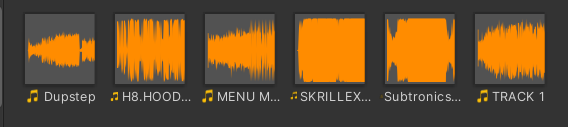 Dupstep
H8.HOOD...
MENU M...
SKRILLEX...
Subtronics...
TRACK 1